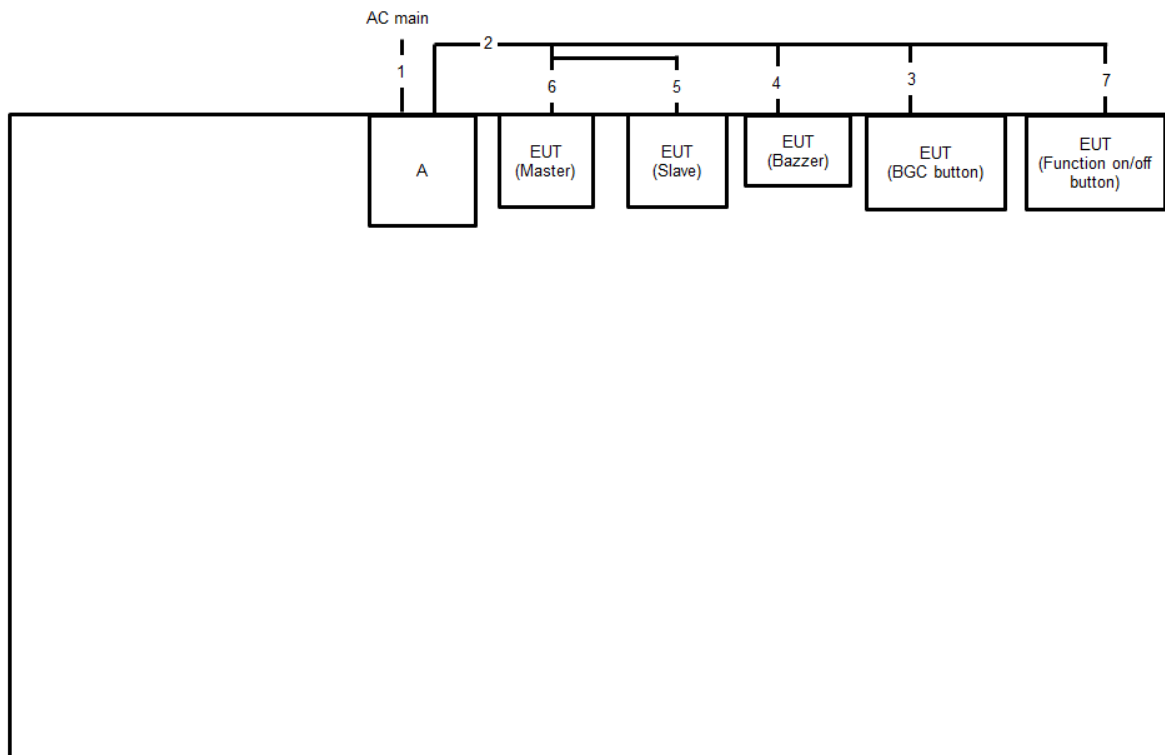 AC main
2
1
6
5
4
3
7
A
EUT
(Master)
EUT
(Slave)
EUT
(Bazzer)
EUT
(BGC button)
EUT
(Function on/off
button)